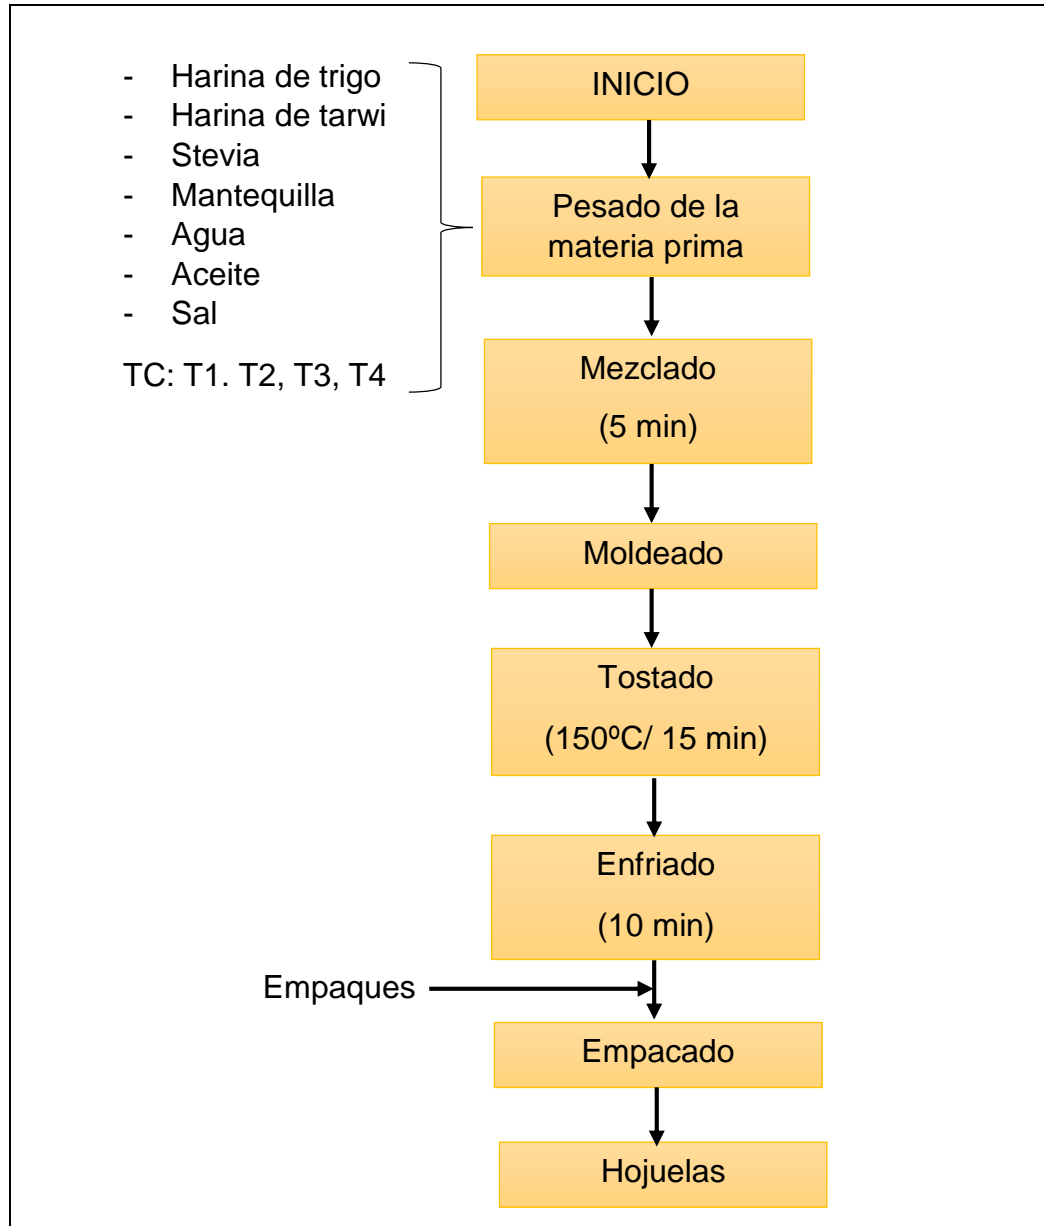 - Harina de trigo
- Harina de tarwi
- Stevia
- Mantequilla
- Agua
- Aceite
- Sal
TC: T1. T2, T3, T4
INICIO
Pesado de la
materia prima
Mezclado
(5 min)
Moldeado
Tostado
(150ºC/ 15 min)
Enfriado
(10 min)
Empaques
Empacado
Hojuelas